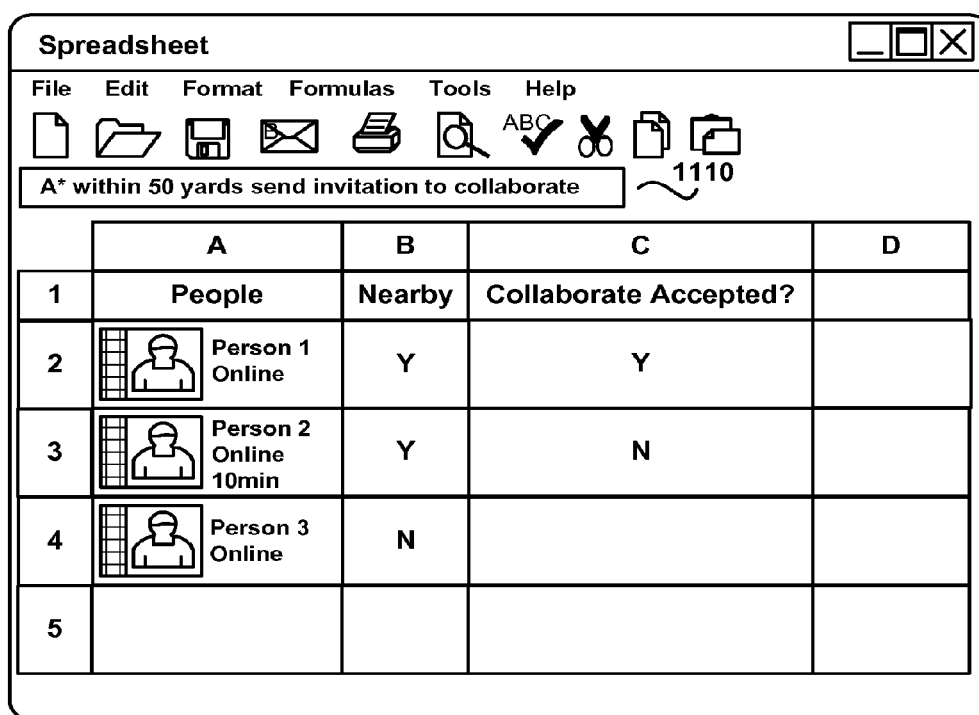 Spreadsheet
File Edit Format Formulas Tools Help
B ABC
A* within 50 yards send invitation to collaborate 1110
A B C D
1 People Nearby Collaborate Accepted?
2 Person 1 Online Y Y
3 Person 2 Online 10min Y N
4 Person 3 Online N
5